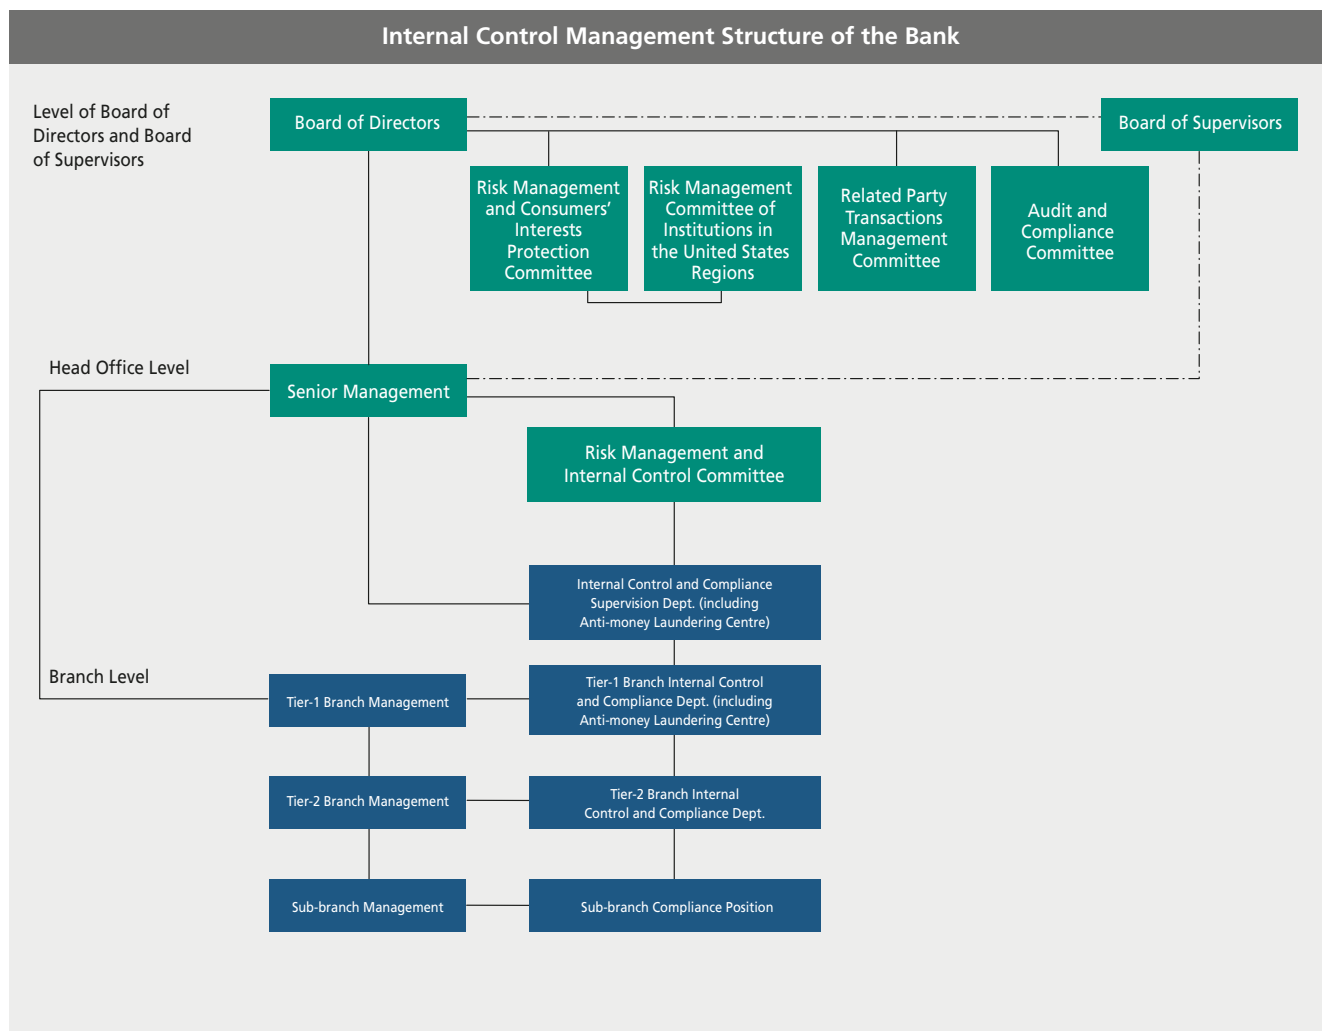 Internal Control Management Structure of the Bank
Level of Board of
Directors and Board
of Supervisors
Board of Directors
Board of Supervisors
Risk Management
and Consumers’
Interests
Protection
Committee
Risk Management
Committee of
Institutions in
the United States
Regions
Related Party
Transactions
Management
Committee
Audit and
Compliance
Committee
Head Office Level
Senior Management
Risk Management and
Internal Control Committee
Internal Control and Compliance
Supervision Dept. (including
Anti-money Laundering Centre)
Branch Level
Tier-1 Branch Management
Tier-1 Branch Internal Control
and Compliance Dept. (including
Anti-money Laundering Centre)
Tier-2 Branch Management
Tier-2 Branch Internal
Control and Compliance Dept.
Sub-branch Management
Sub-branch Compliance Position